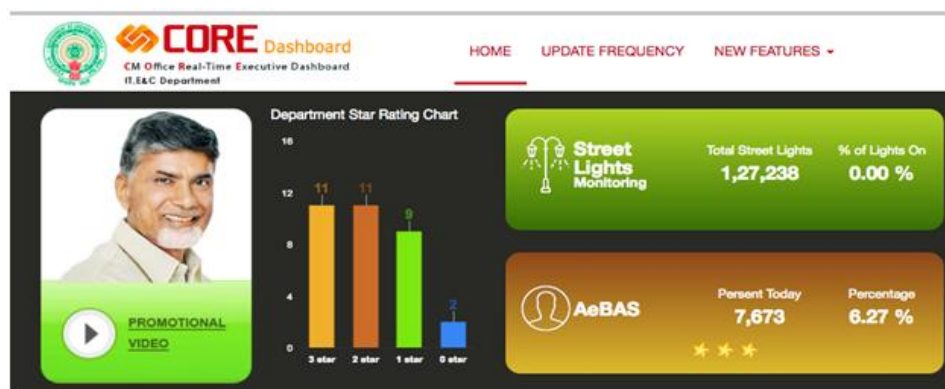 CORE Dashboard
CM Office Real-Time Executive Dashboard
IT.E&C Department
HOME UPDATE FREQUENCY NEW FEATURES
PROMOTIONAL
VIDEO
Department Star Rating Chart
16
12
8
4
0
11 11 9 2
3 star 2 star 1 star 0 star
Street
Lights
Monitoring
Total Street Lights % of Lights On
1,27,238 0.00 %
AeBAS
Persent Today Percentage
7,673 6.27 %